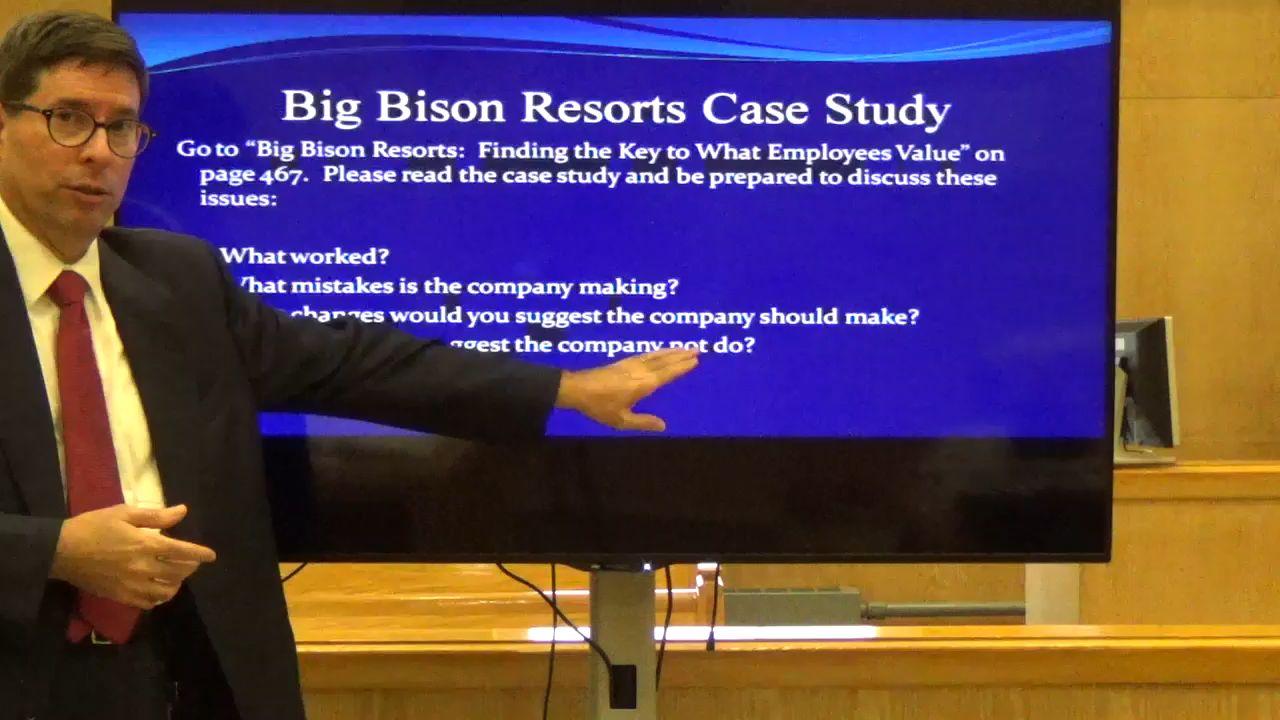 Big Bison Resorts Case Study
Go to “Big Bison Resorts: Finding the Key to What Employees Value” on
page 467. Please read the case study and be prepared to discuss these
issues:
What worked?
What mistakes is the company making?
changes would you suggest the company should make?
the company not do?